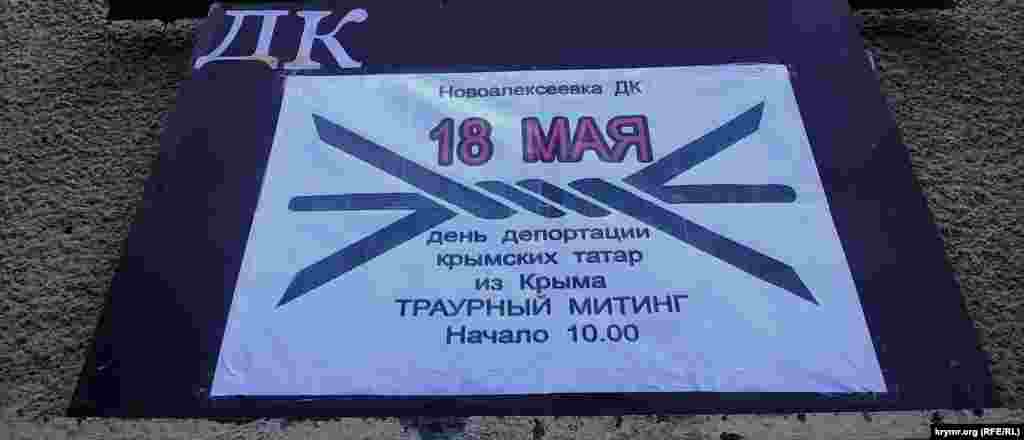 ДК
Новоалексеевка ДК
18 МАЯ
день депортации
крымских татар
из Крыма
ТРАУРНЫЙ МИТИНГ
Начало 10.00
krymr.org (RFE/RL)